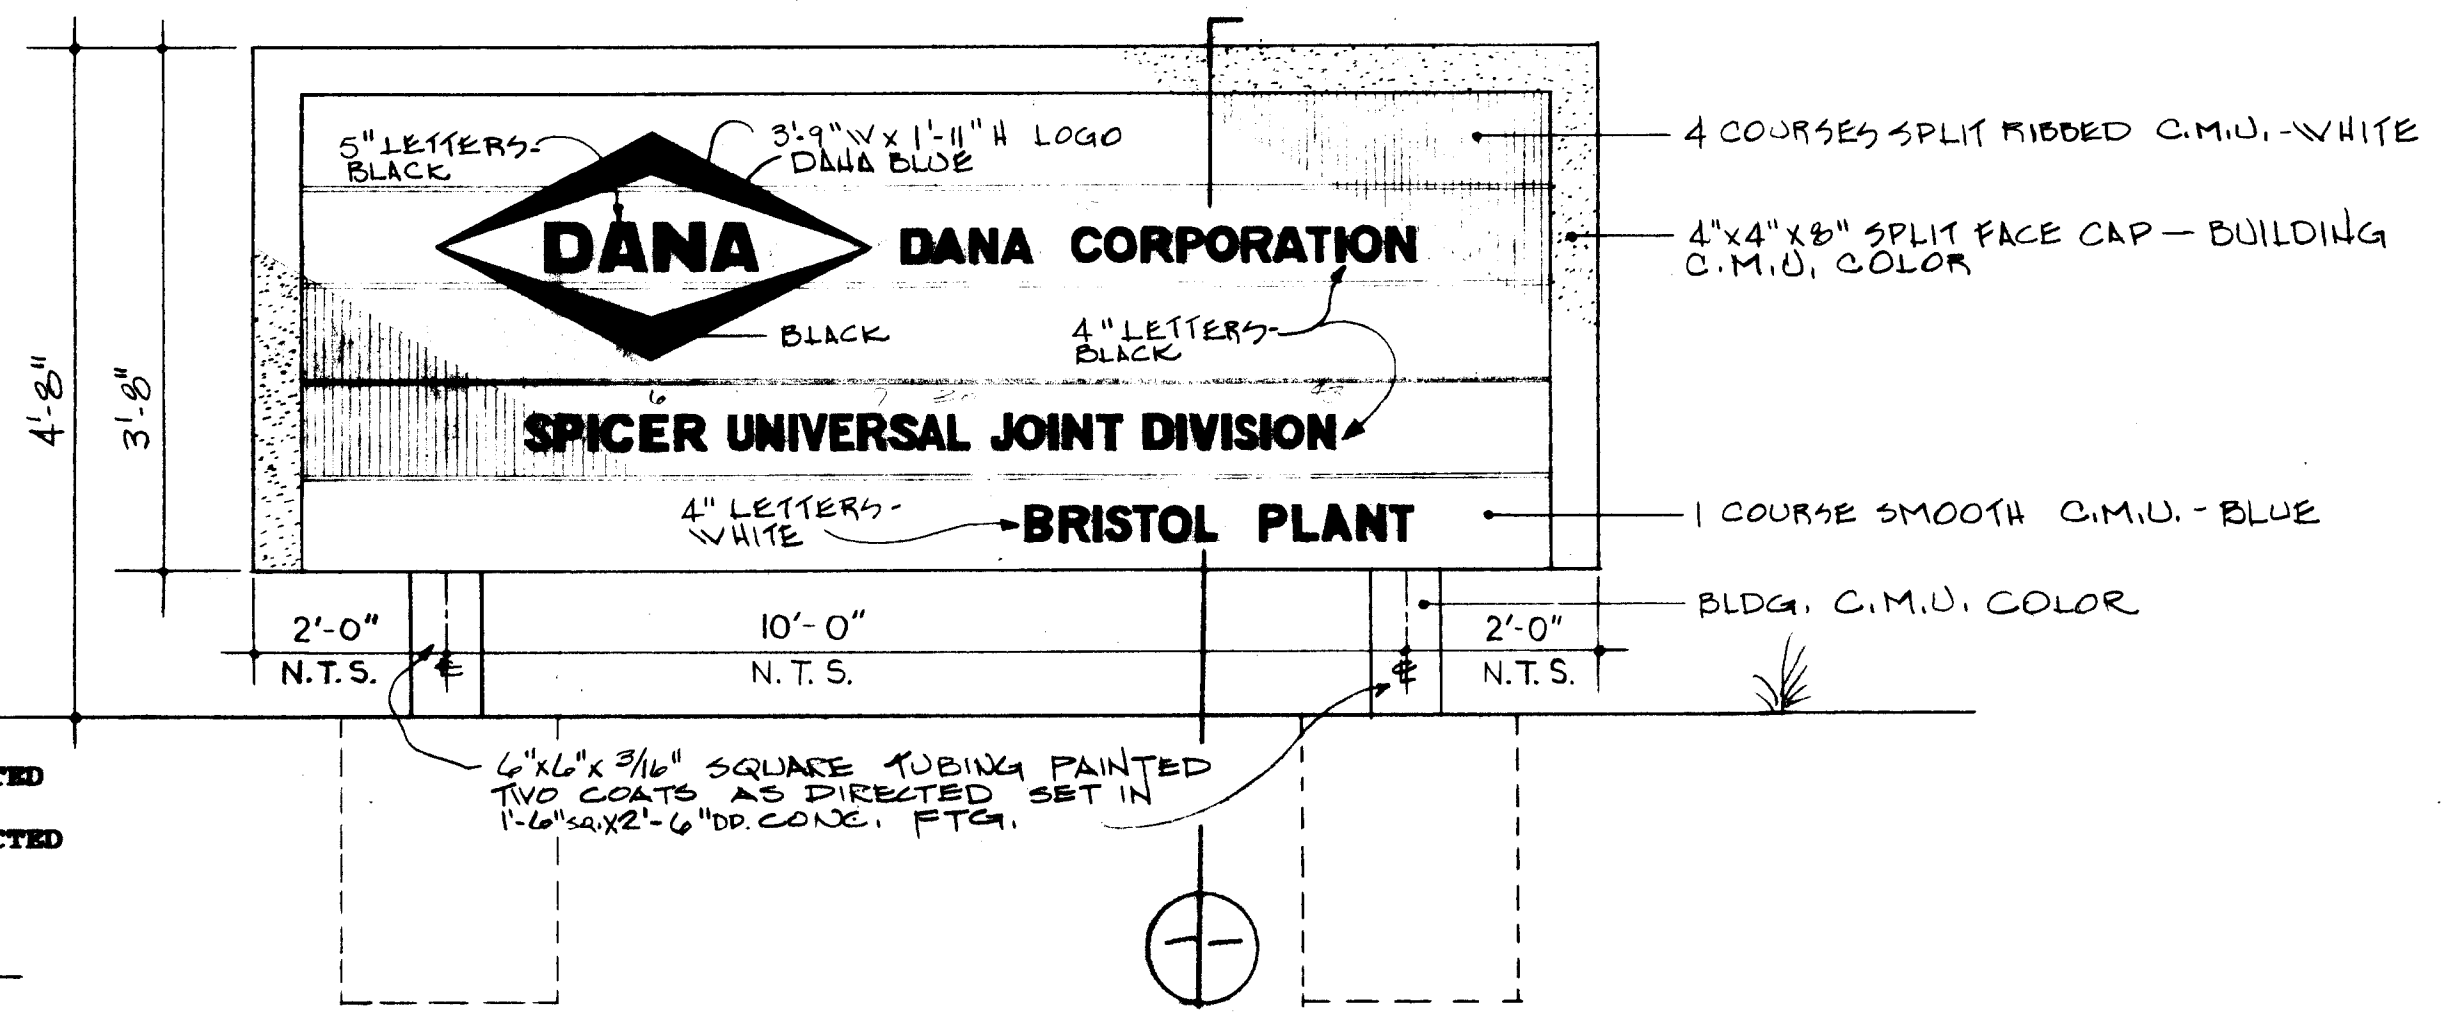 5" LETTERS-
BLACK
3'-9" W x 1'-11" H LOGO
DANA BLUE
4 COURSES SPLIT RIBBED C.M.U.-WHITE
DANA
DANA CORPORATION
4"x4"x8" SPLIT FACE CAP — BUILDING
C.M.U. COLOR
BLACK
4" LETTERS-
BLACK
4'-8"
3'-8"
SPICER UNIVERSAL JOINT DIVISION
4" LETTERS-
WHITE
BRISTOL PLANT
1 COURSE SMOOTH C.M.U. - BLUE
BLDG. C.M.U. COLOR
2'-0"
N.T.S.
10'-0"
N.T.S.
2'-0"
N.T.S.
6"x6"x 3/16" SQUARE TUBING PAINTED
TWO COATS AS DIRECTED SET IN
1'-6"SQ.x2'-6"DP. CONC. FTG.
TED
CTED